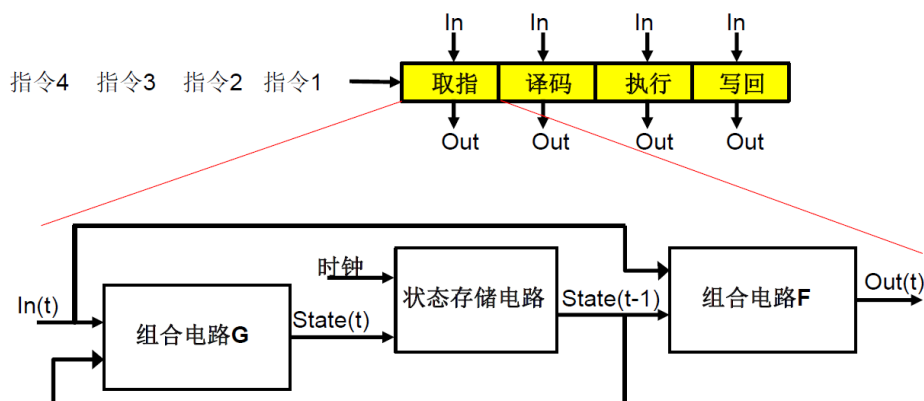 In In In In
指令4 指令3 指令2 指令1 取指 译码 执行 写回
Out Out Out Out
时钟
In(t) 组合电路G State(t) 状态存储电路 State(t-1) 组合电路F Out(t)